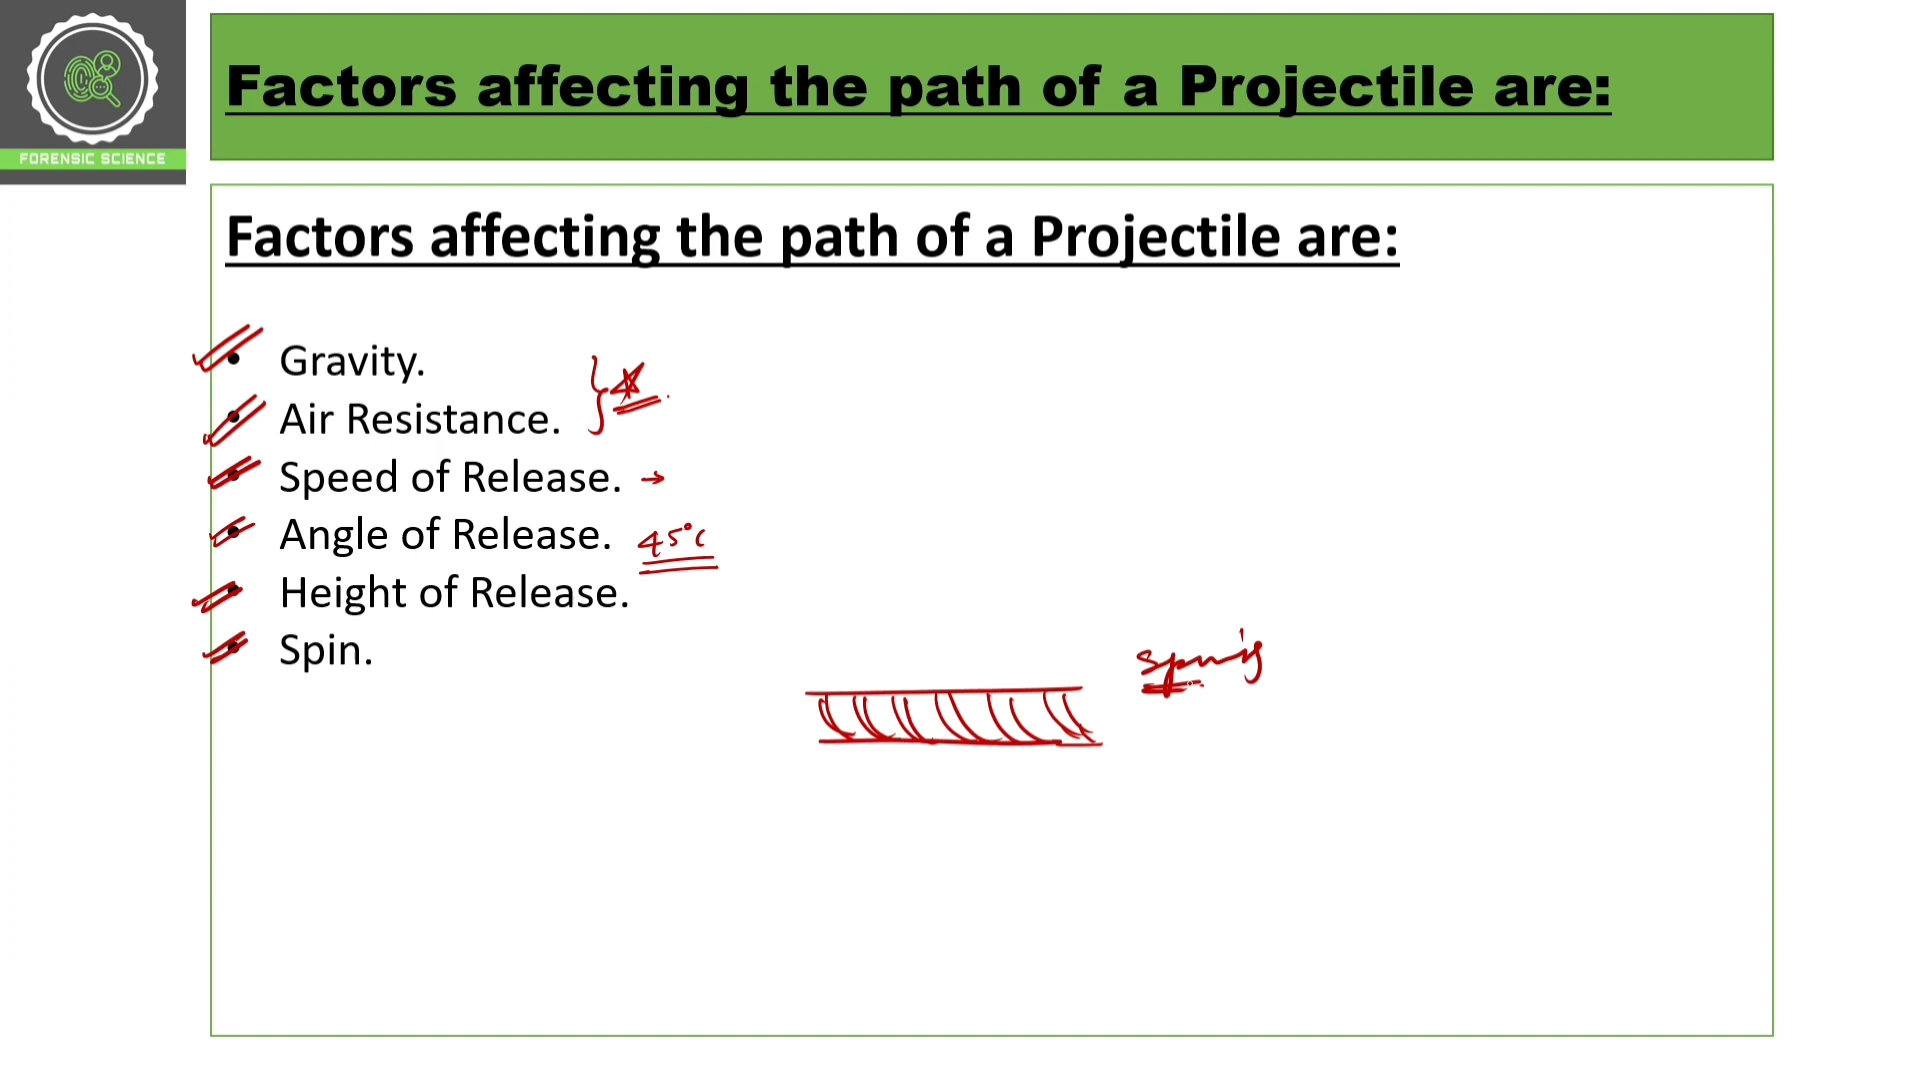 FORENSIC SCIENCE
Factors affecting the path of a Projectile are:
Factors affecting the path of a Projectile are:
• Gravity.
• Air Resistance.
• Speed of Release. →
• Angle of Release. 45°C
• Height of Release.
• Spin.